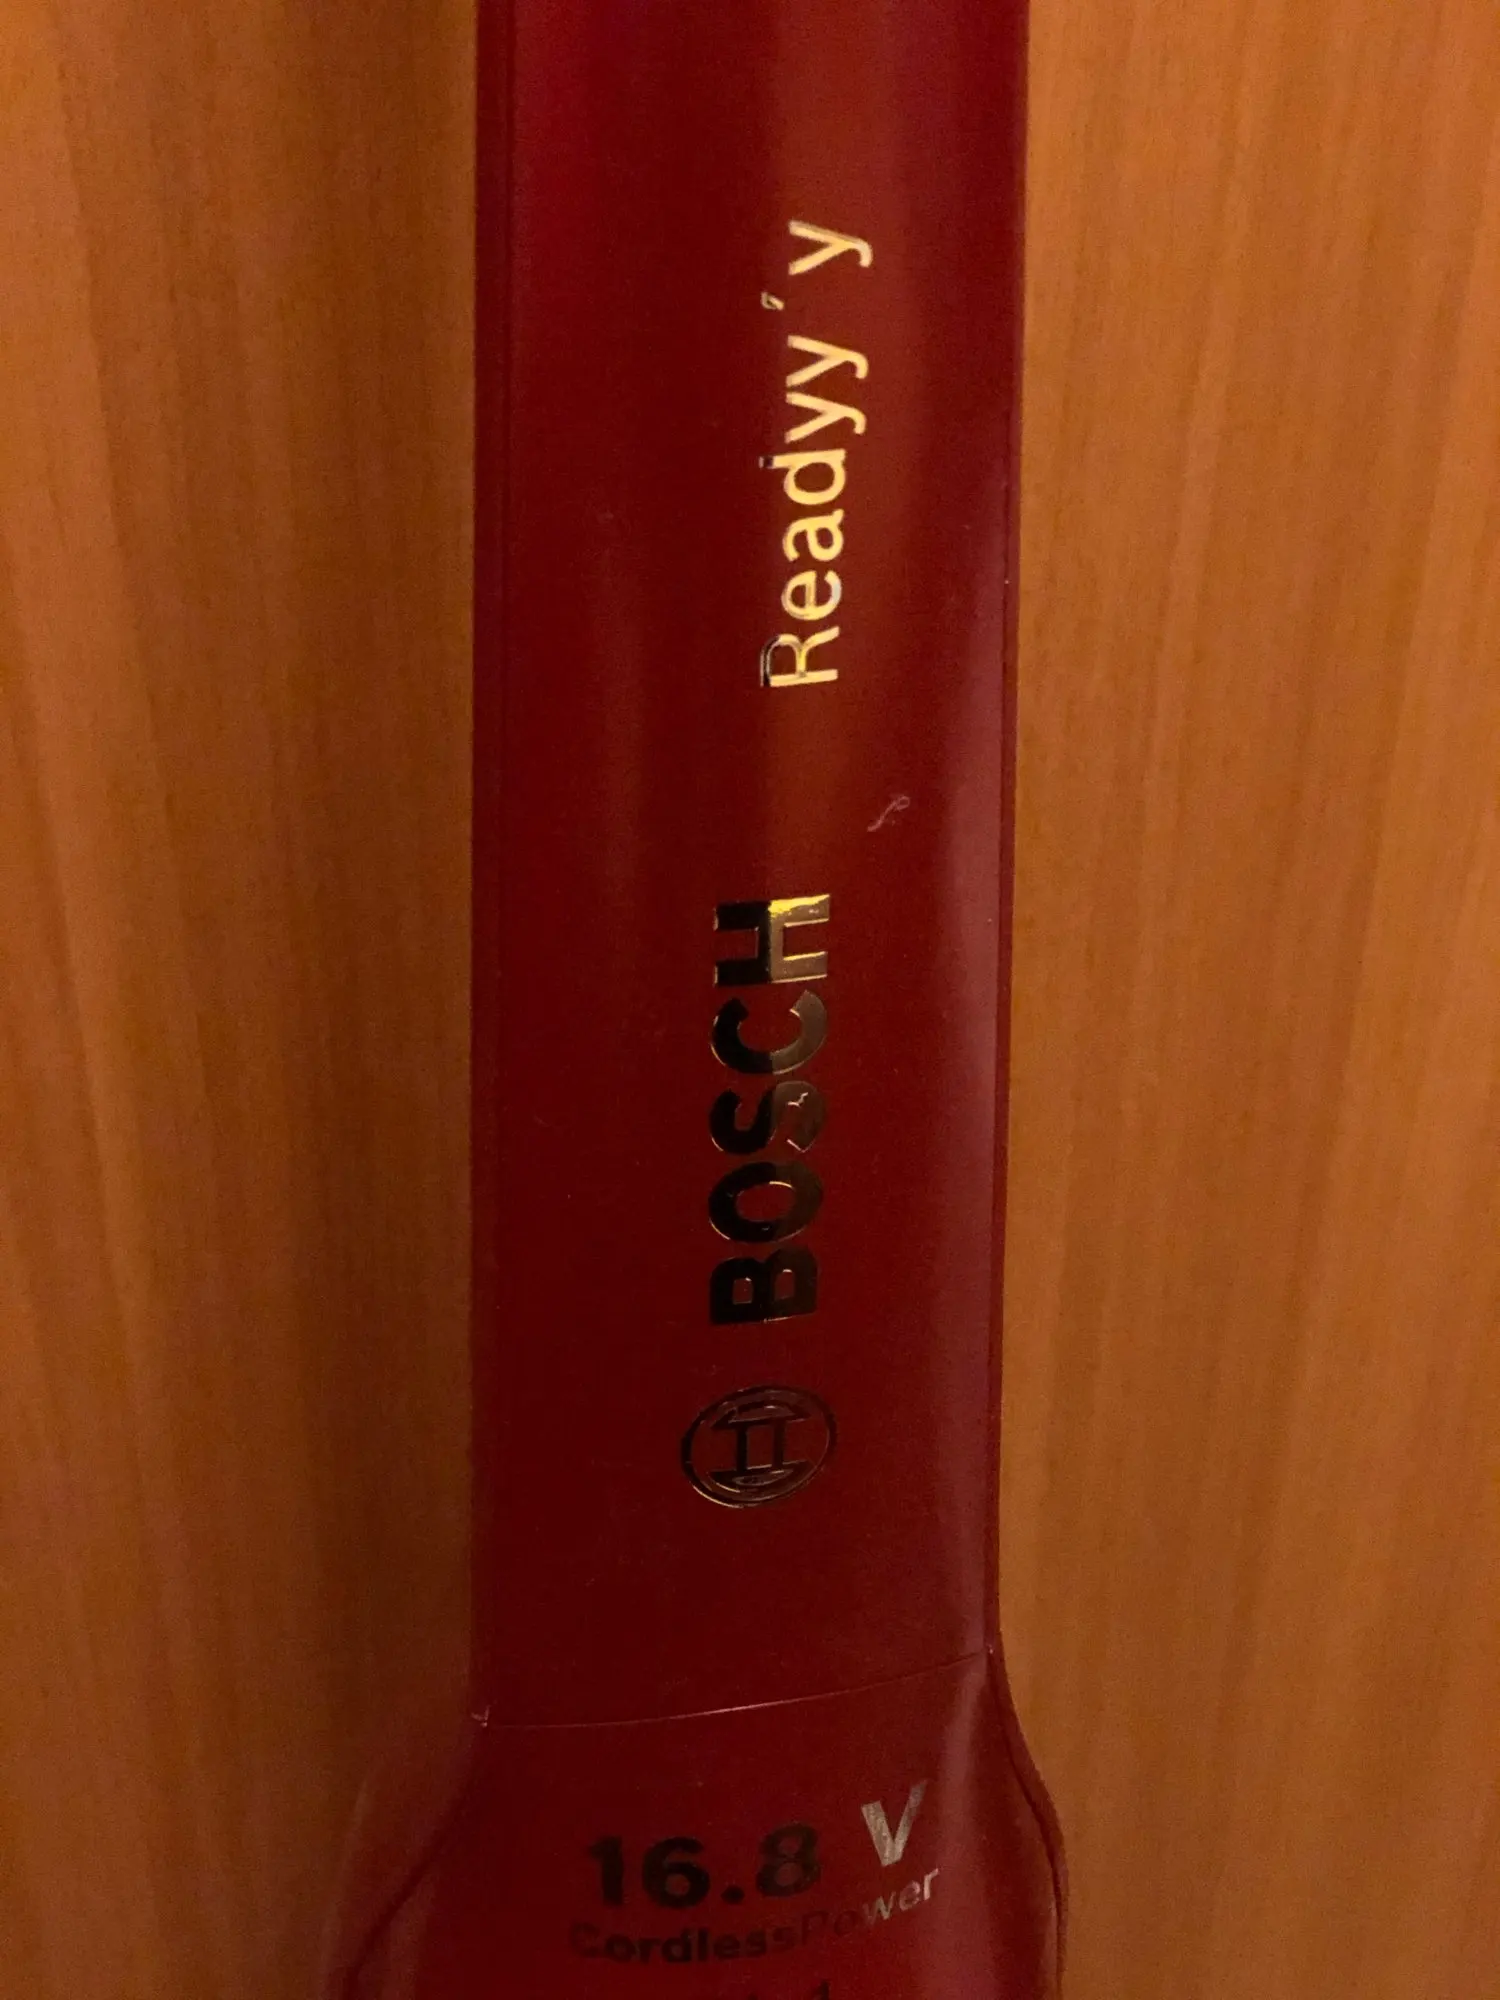 Readyy´y
BOSCH
16.8 V
CordlessPower